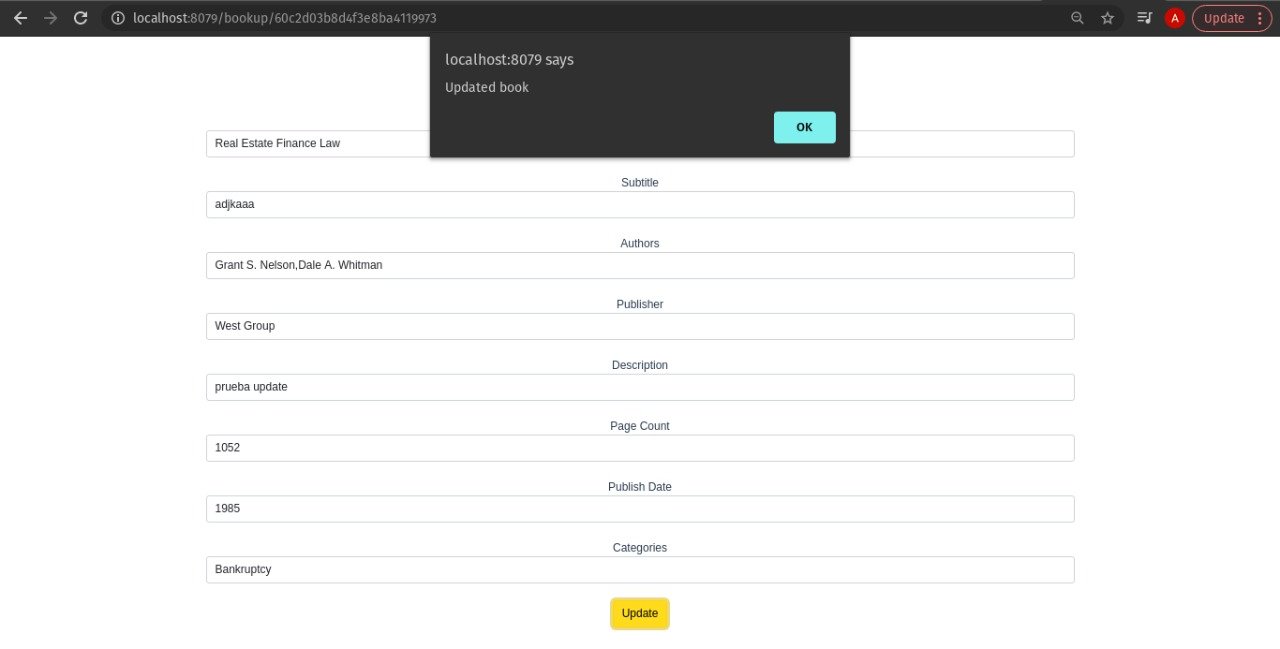 localhost:8079/bookup/60c2d03b8d4f3e8ba4119973
A
Update
localhost:8079 says
Updated book
OK
Real Estate Finance Law
Subtitle
adjkaaa
Authors
Grant S. Nelson,Dale A. Whitman
Publisher
West Group
Description
prueba update
Page Count
1052
Publish Date
1985
Categories
Bankruptcy
Update